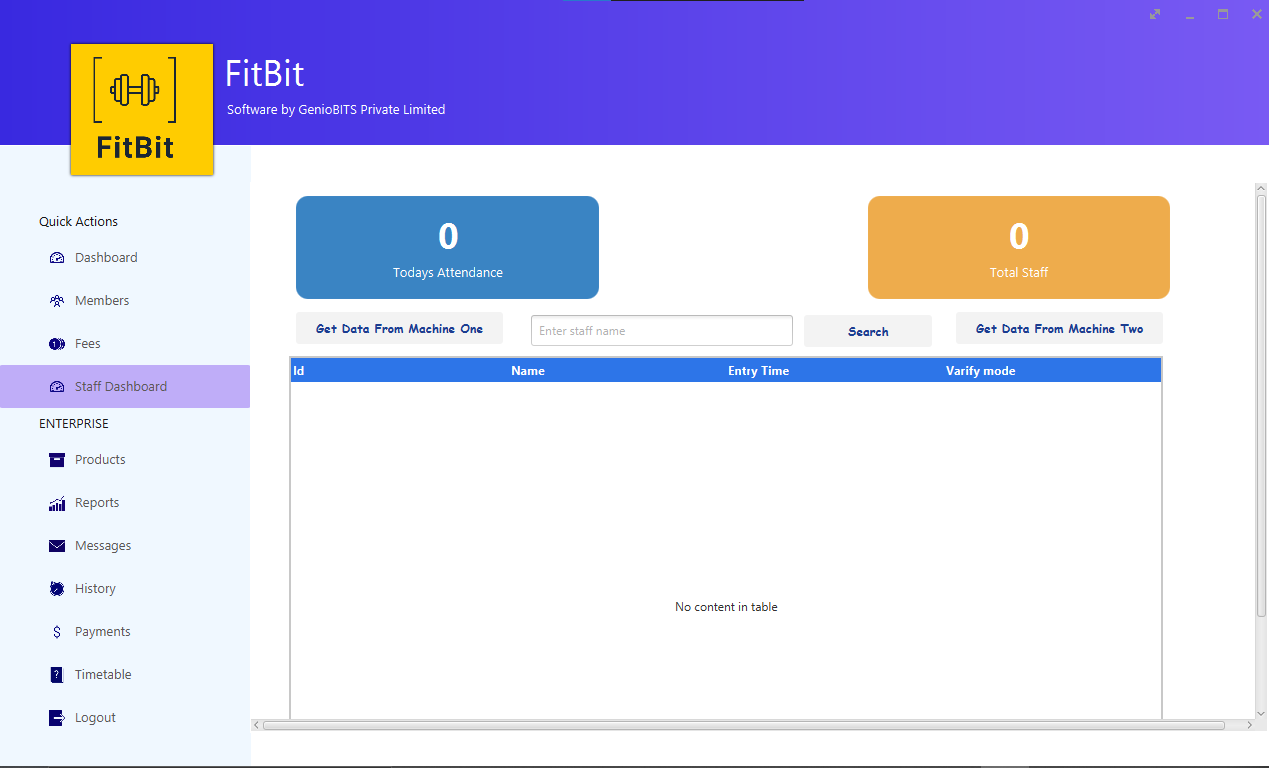 FitBit
FitBit
Software by GenioBITS Private Limited
Quick Actions
Dashboard
Members
Fees
Staff Dashboard
ENTERPRISE
Products
Reports
Messages
History
Payments
Timetable
Logout
0
Todays Attendance
0
Total Staff
Get Data From Machine One
Enter staff name
Search
Get Data From Machine Two
Id Name Entry Time Varify mode
No content in table